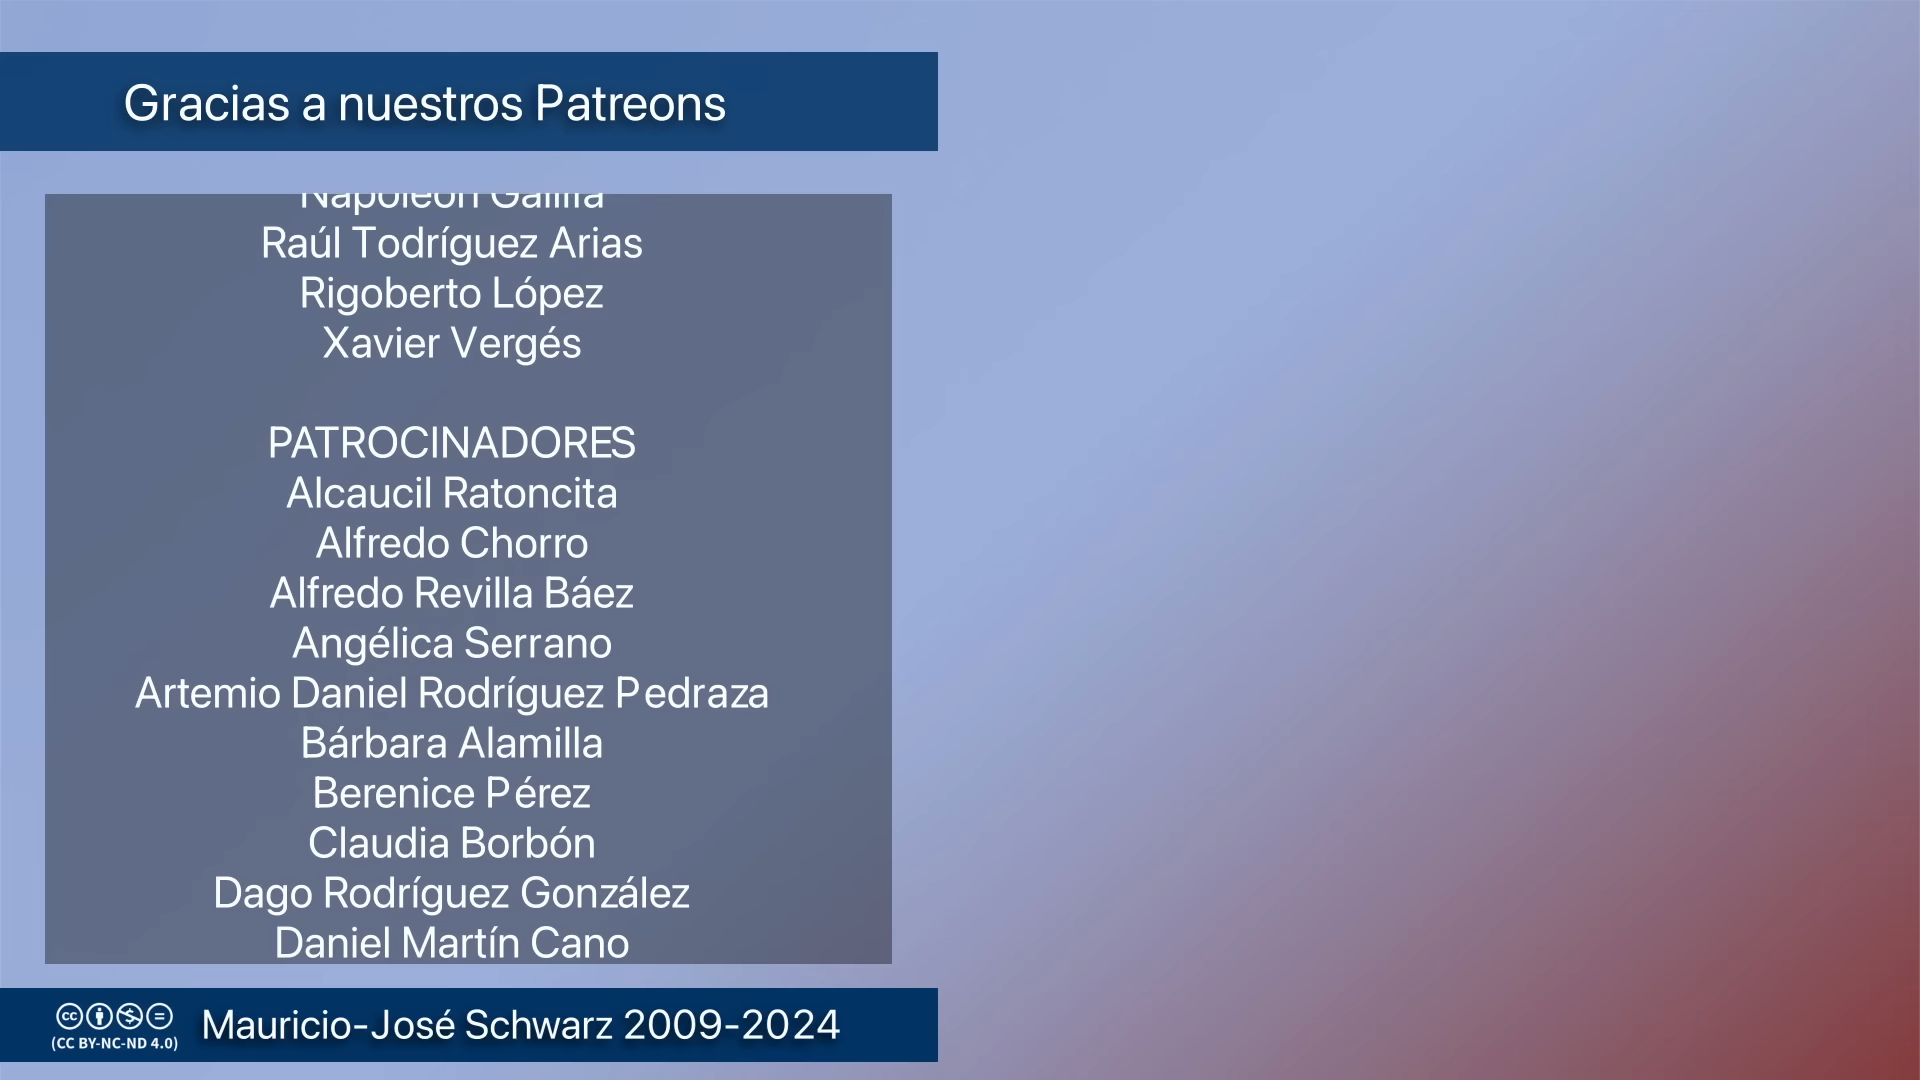 Gracias a nuestros Patreons
Raúl Todríguez Arias
Rigoberto López
Xavier Vergés
PATROCINADORES
Alcaucil Ratoncita
Alfredo Chorro
Alfredo Revilla Báez
Angélica Serrano
Artemio Daniel Rodríguez Pedraza
Bárbara Alamilla
Berenice Pérez
Claudia Borbón
Dago Rodríguez González
Daniel Martín Cano
cc
(CC BY-NC-ND 4.0)
Mauricio-José Schwarz 2009-2024